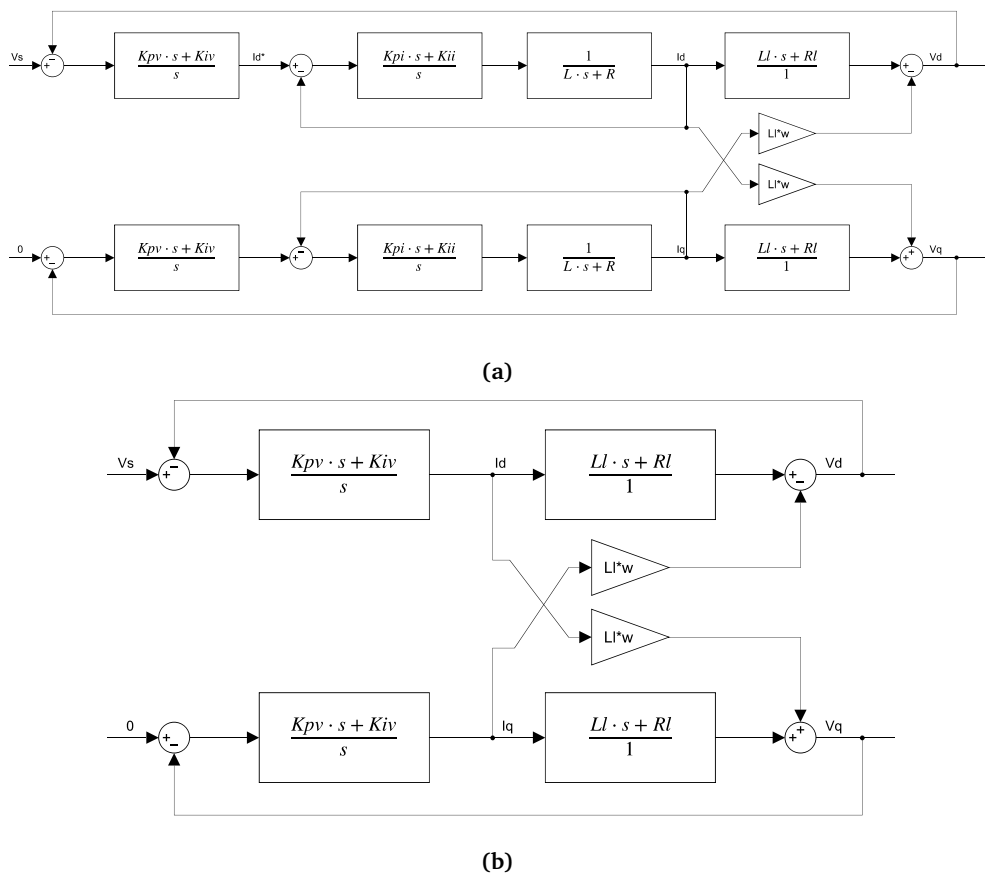 Vs
Kpv · s + Kiv
s
Id*
Kpi · s + Kii
s
1
L · s + R
Id
Ll · s + Rl
1
Vd
Ll*w
Ll*w
0
Kpv · s + Kiv
s
Kpi · s + Kii
s
1
L · s + R
Iq
Ll · s + Rl
1
Vq
(a)
Vs
Kpv · s + Kiv
s
Id
Ll · s + Rl
1
Vd
Ll*w
Ll*w
0
Kpv · s + Kiv
s
Iq
Ll · s + Rl
1
Vq
(b)